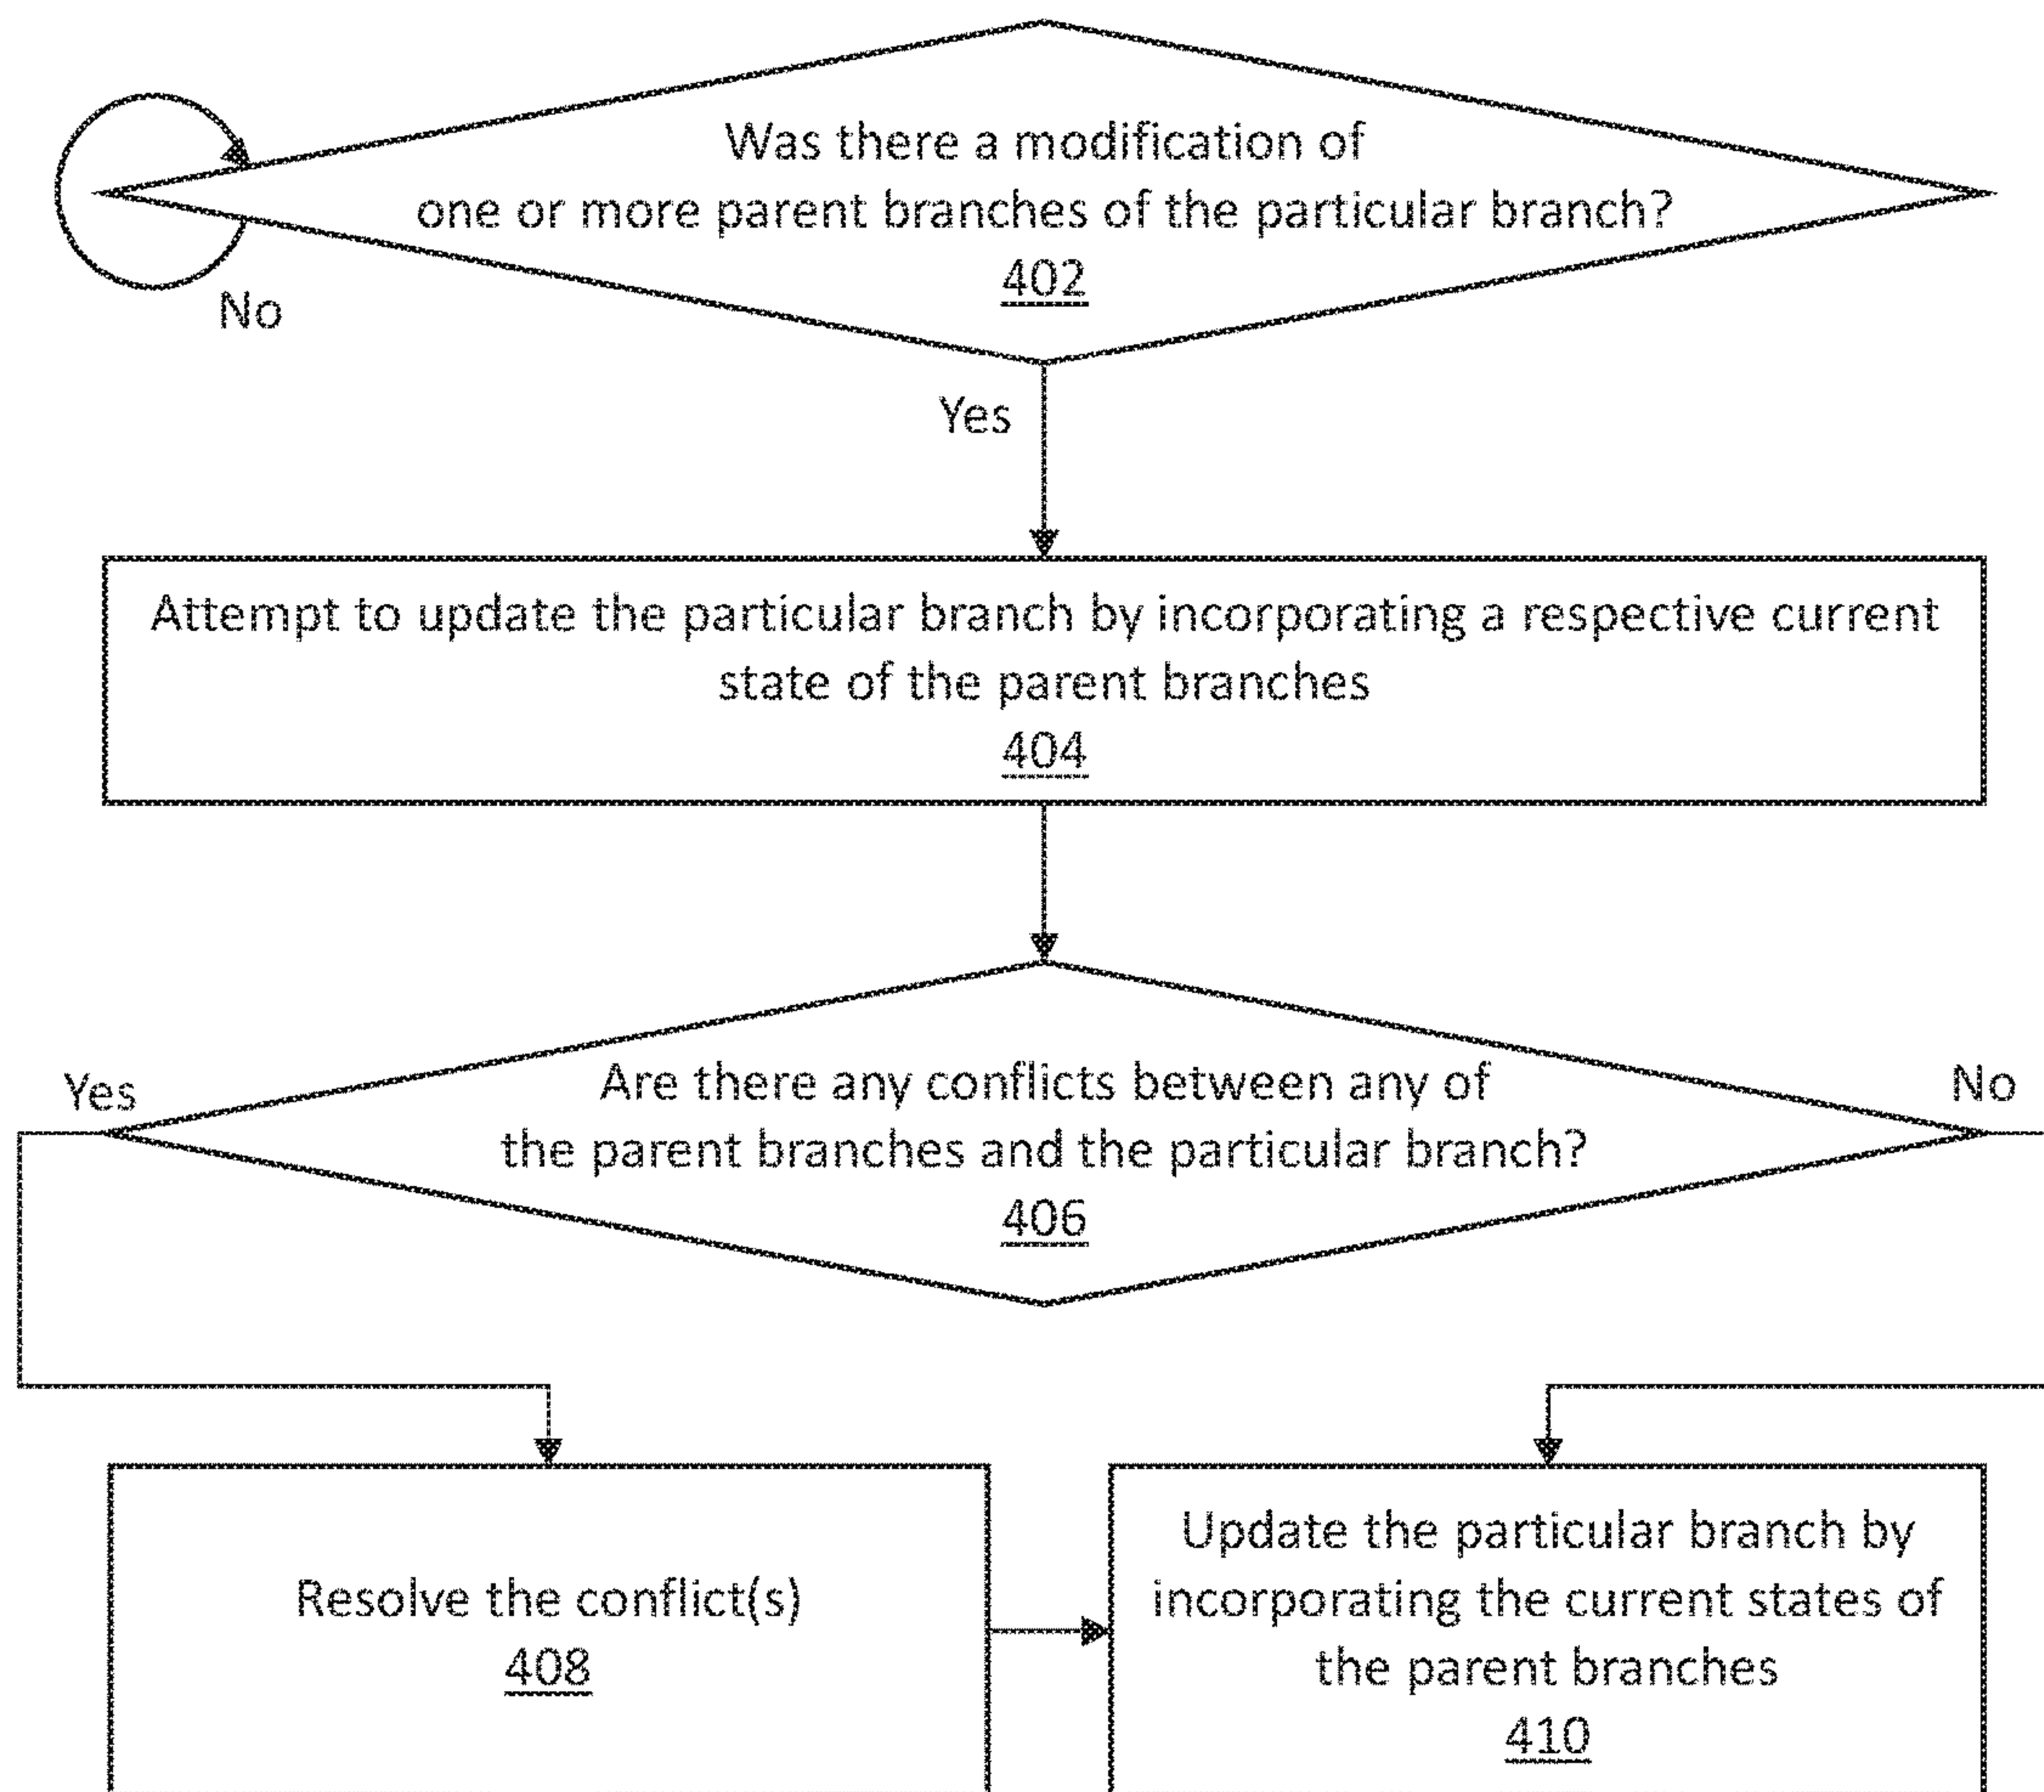 Was there a modification of
one or more parent branches of the particular branch?
402
No
Yes
Attempt to update the particular branch by incorporating a respective current
state of the parent branches
404
Yes
Are there any conflicts between any of
the parent branches and the particular branch?
406
No
Resolve the conflict(s)
408
Update the particular branch by
incorporating the current states of
the parent branches
410